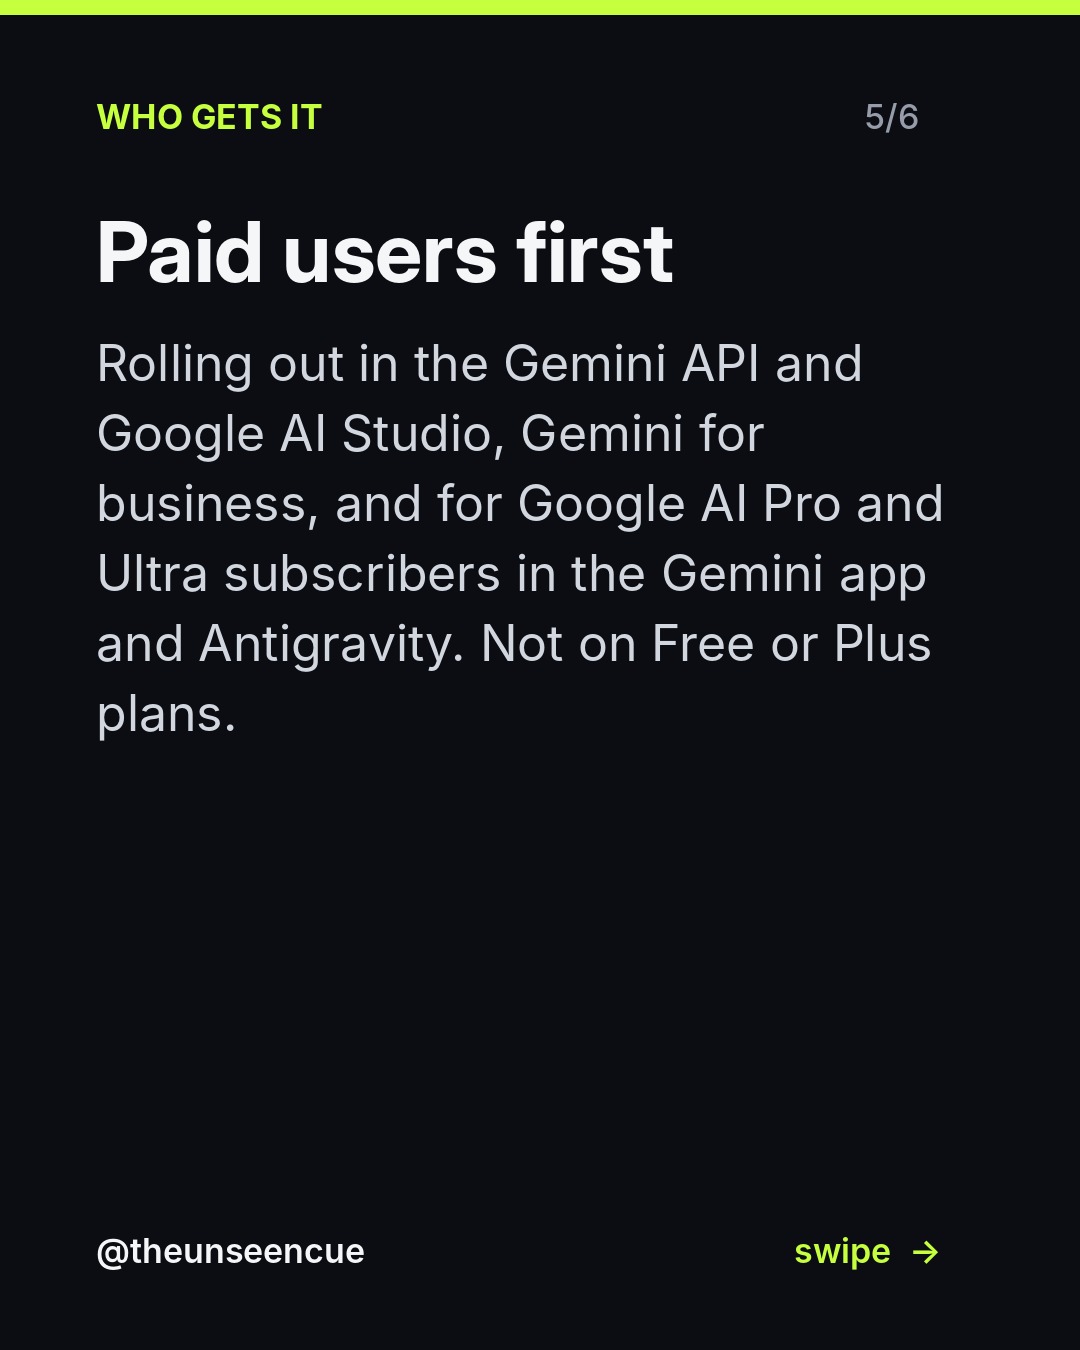 WHO GETS IT
5/6
Paid users first
Rolling out in the Gemini API and
Google AI Studio, Gemini for
business, and for Google AI Pro and
Ultra subscribers in the Gemini app
and Antigravity. Not on Free or Plus
plans.
@theunseencue
swipe →